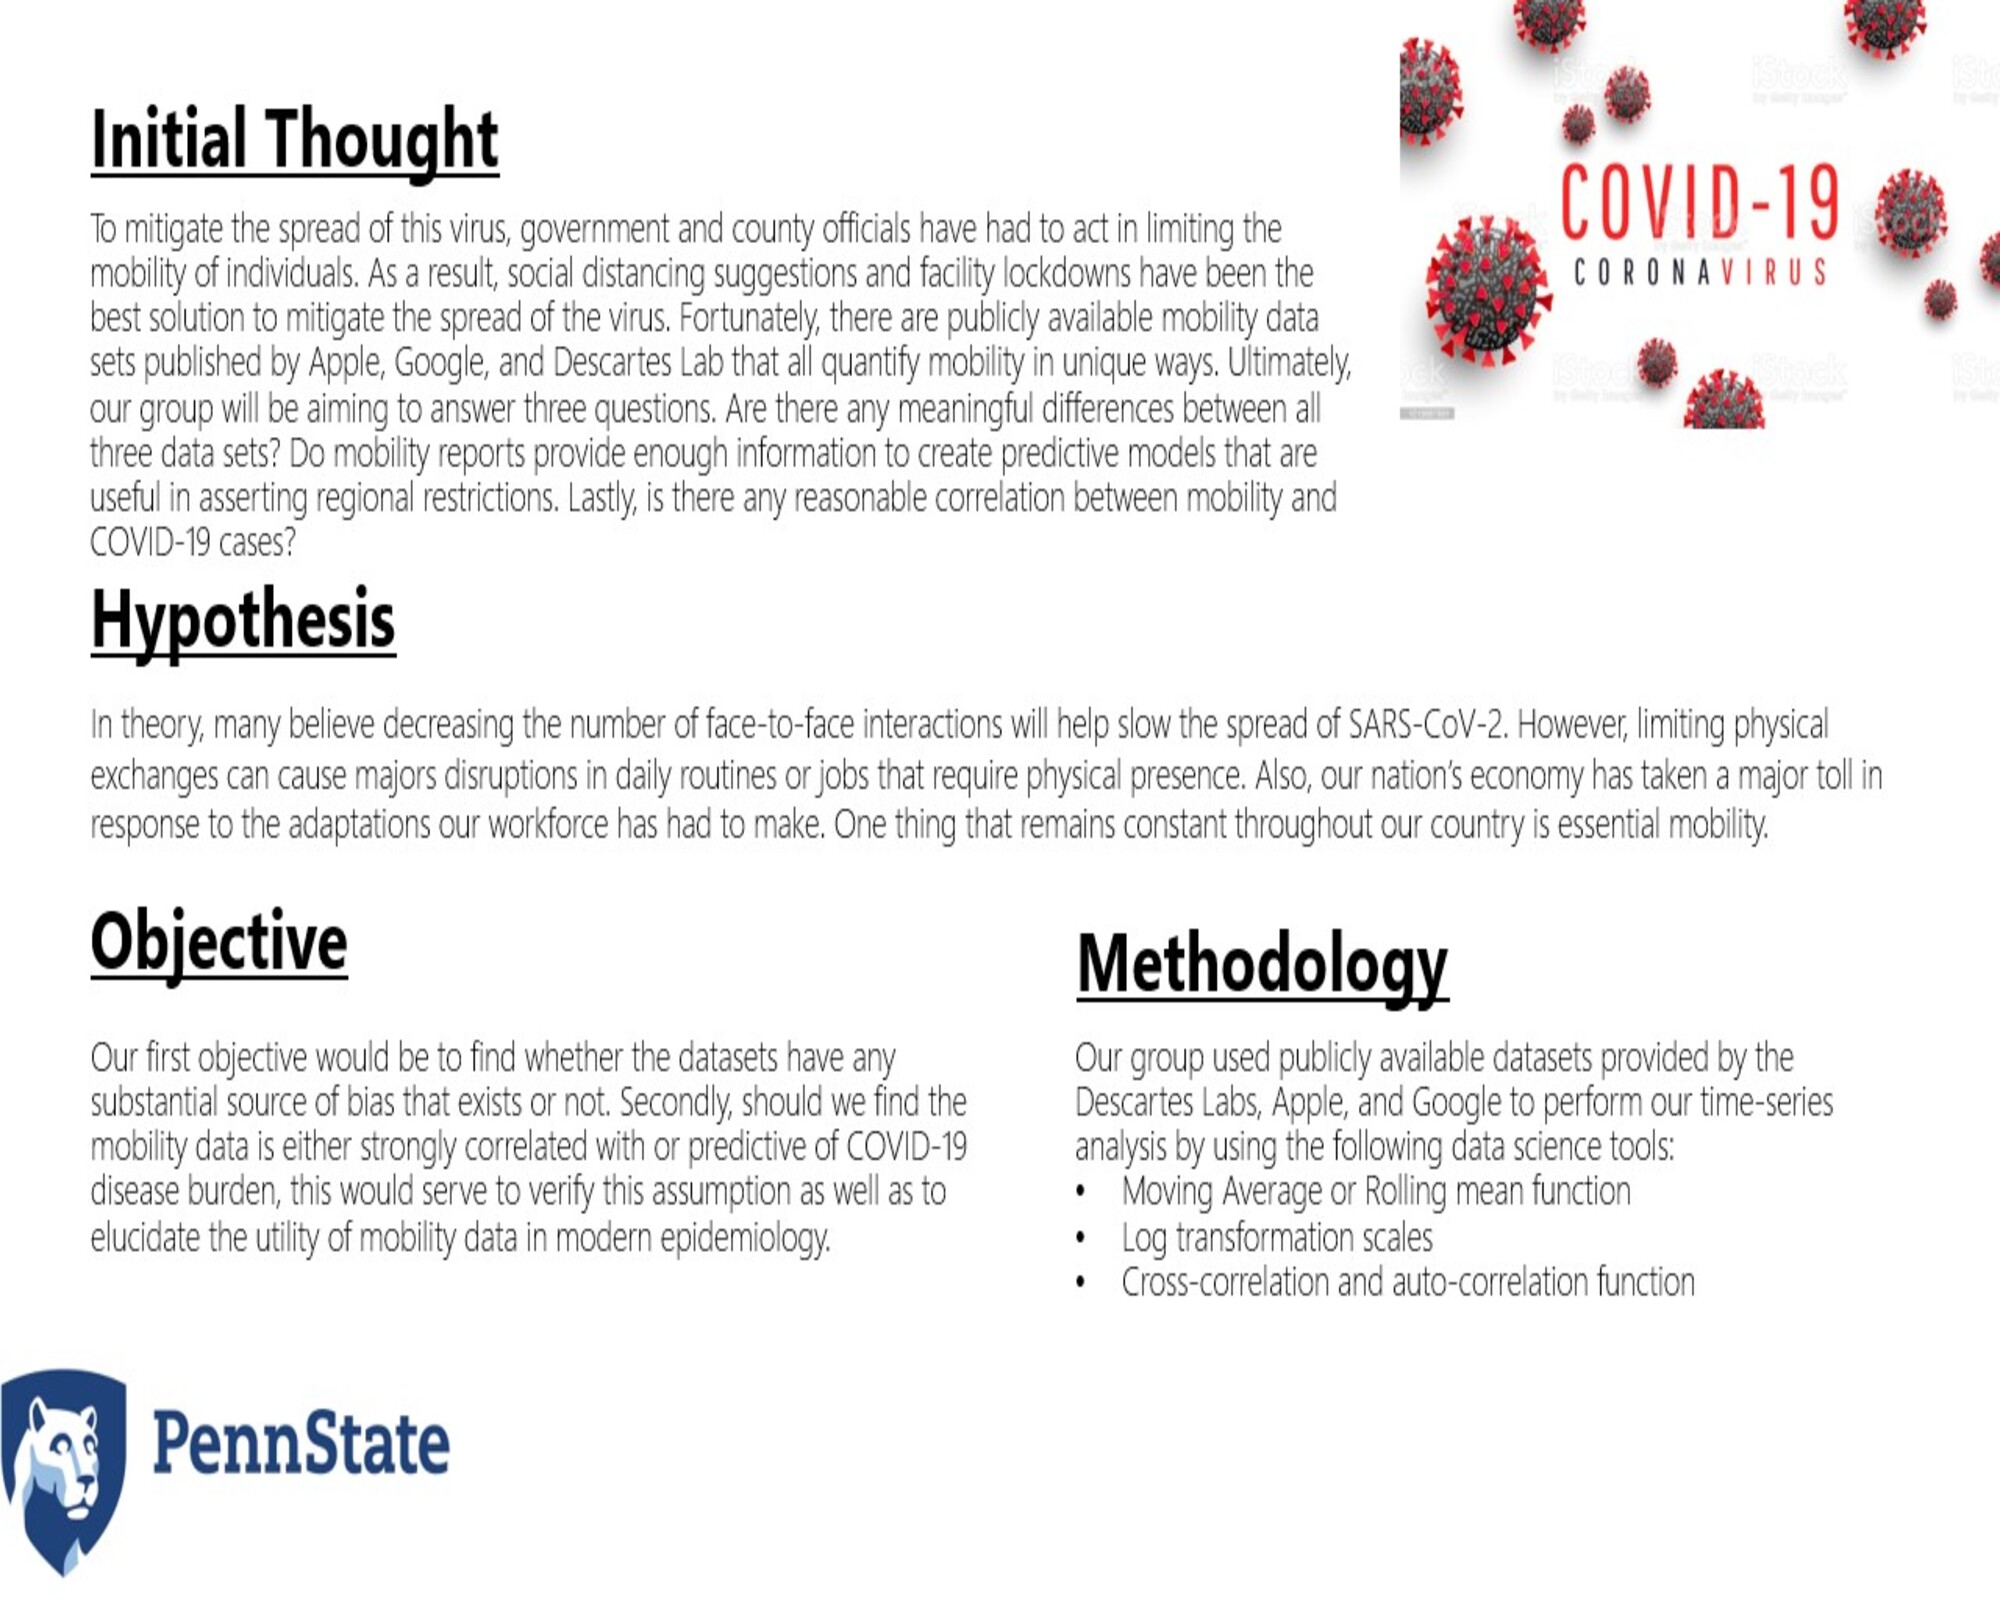 Initial Thought
To mitigate the spread of this virus, government and county officials have had to act in limiting the
mobility of individuals. As a result, social distancing suggestions and facility lockdowns have been the
best solution to mitigate the spread of the virus. Fortunately, there are publicly available mobility data
sets published by Apple, Google, and Descartes Lab that all quantify mobility in unique ways. Ultimately,
our group will be aiming to answer three questions. Are there any meaningful differences between all
three data sets? Do mobility reports provide enough information to create predictive models that are
useful in asserting regional restrictions. Lastly, is there any reasonable correlation between mobility and
COVID-19 cases?
iStock
by Getty Images
COVID-19
CORONAVIRUS
Hypothesis
In theory, many believe decreasing the number of face-to-face interactions will help slow the spread of SARS-CoV-2. However, limiting physical
exchanges can cause majors disruptions in daily routines or jobs that require physical presence. Also, our nation's economy has taken a major toll in
response to the adaptations our workforce has had to make. One thing that remains constant throughout our country is essential mobility.
Objective
Our first objective would be to find whether the datasets have any
substantial source of bias that exists or not. Secondly, should we find the
mobility data is either strongly correlated with or predictive of COVID-19
disease burden, this would serve to verify this assumption as well as to
elucidate the utility of mobility data in modern epidemiology.
Methodology
Our group used publicly available datasets provided by the
Descartes Labs, Apple, and Google to perform our time-series
analysis by using the following data science tools:
• Moving Average or Rolling mean function
• Log transformation scales
• Cross-correlation and auto-correlation function
PennState